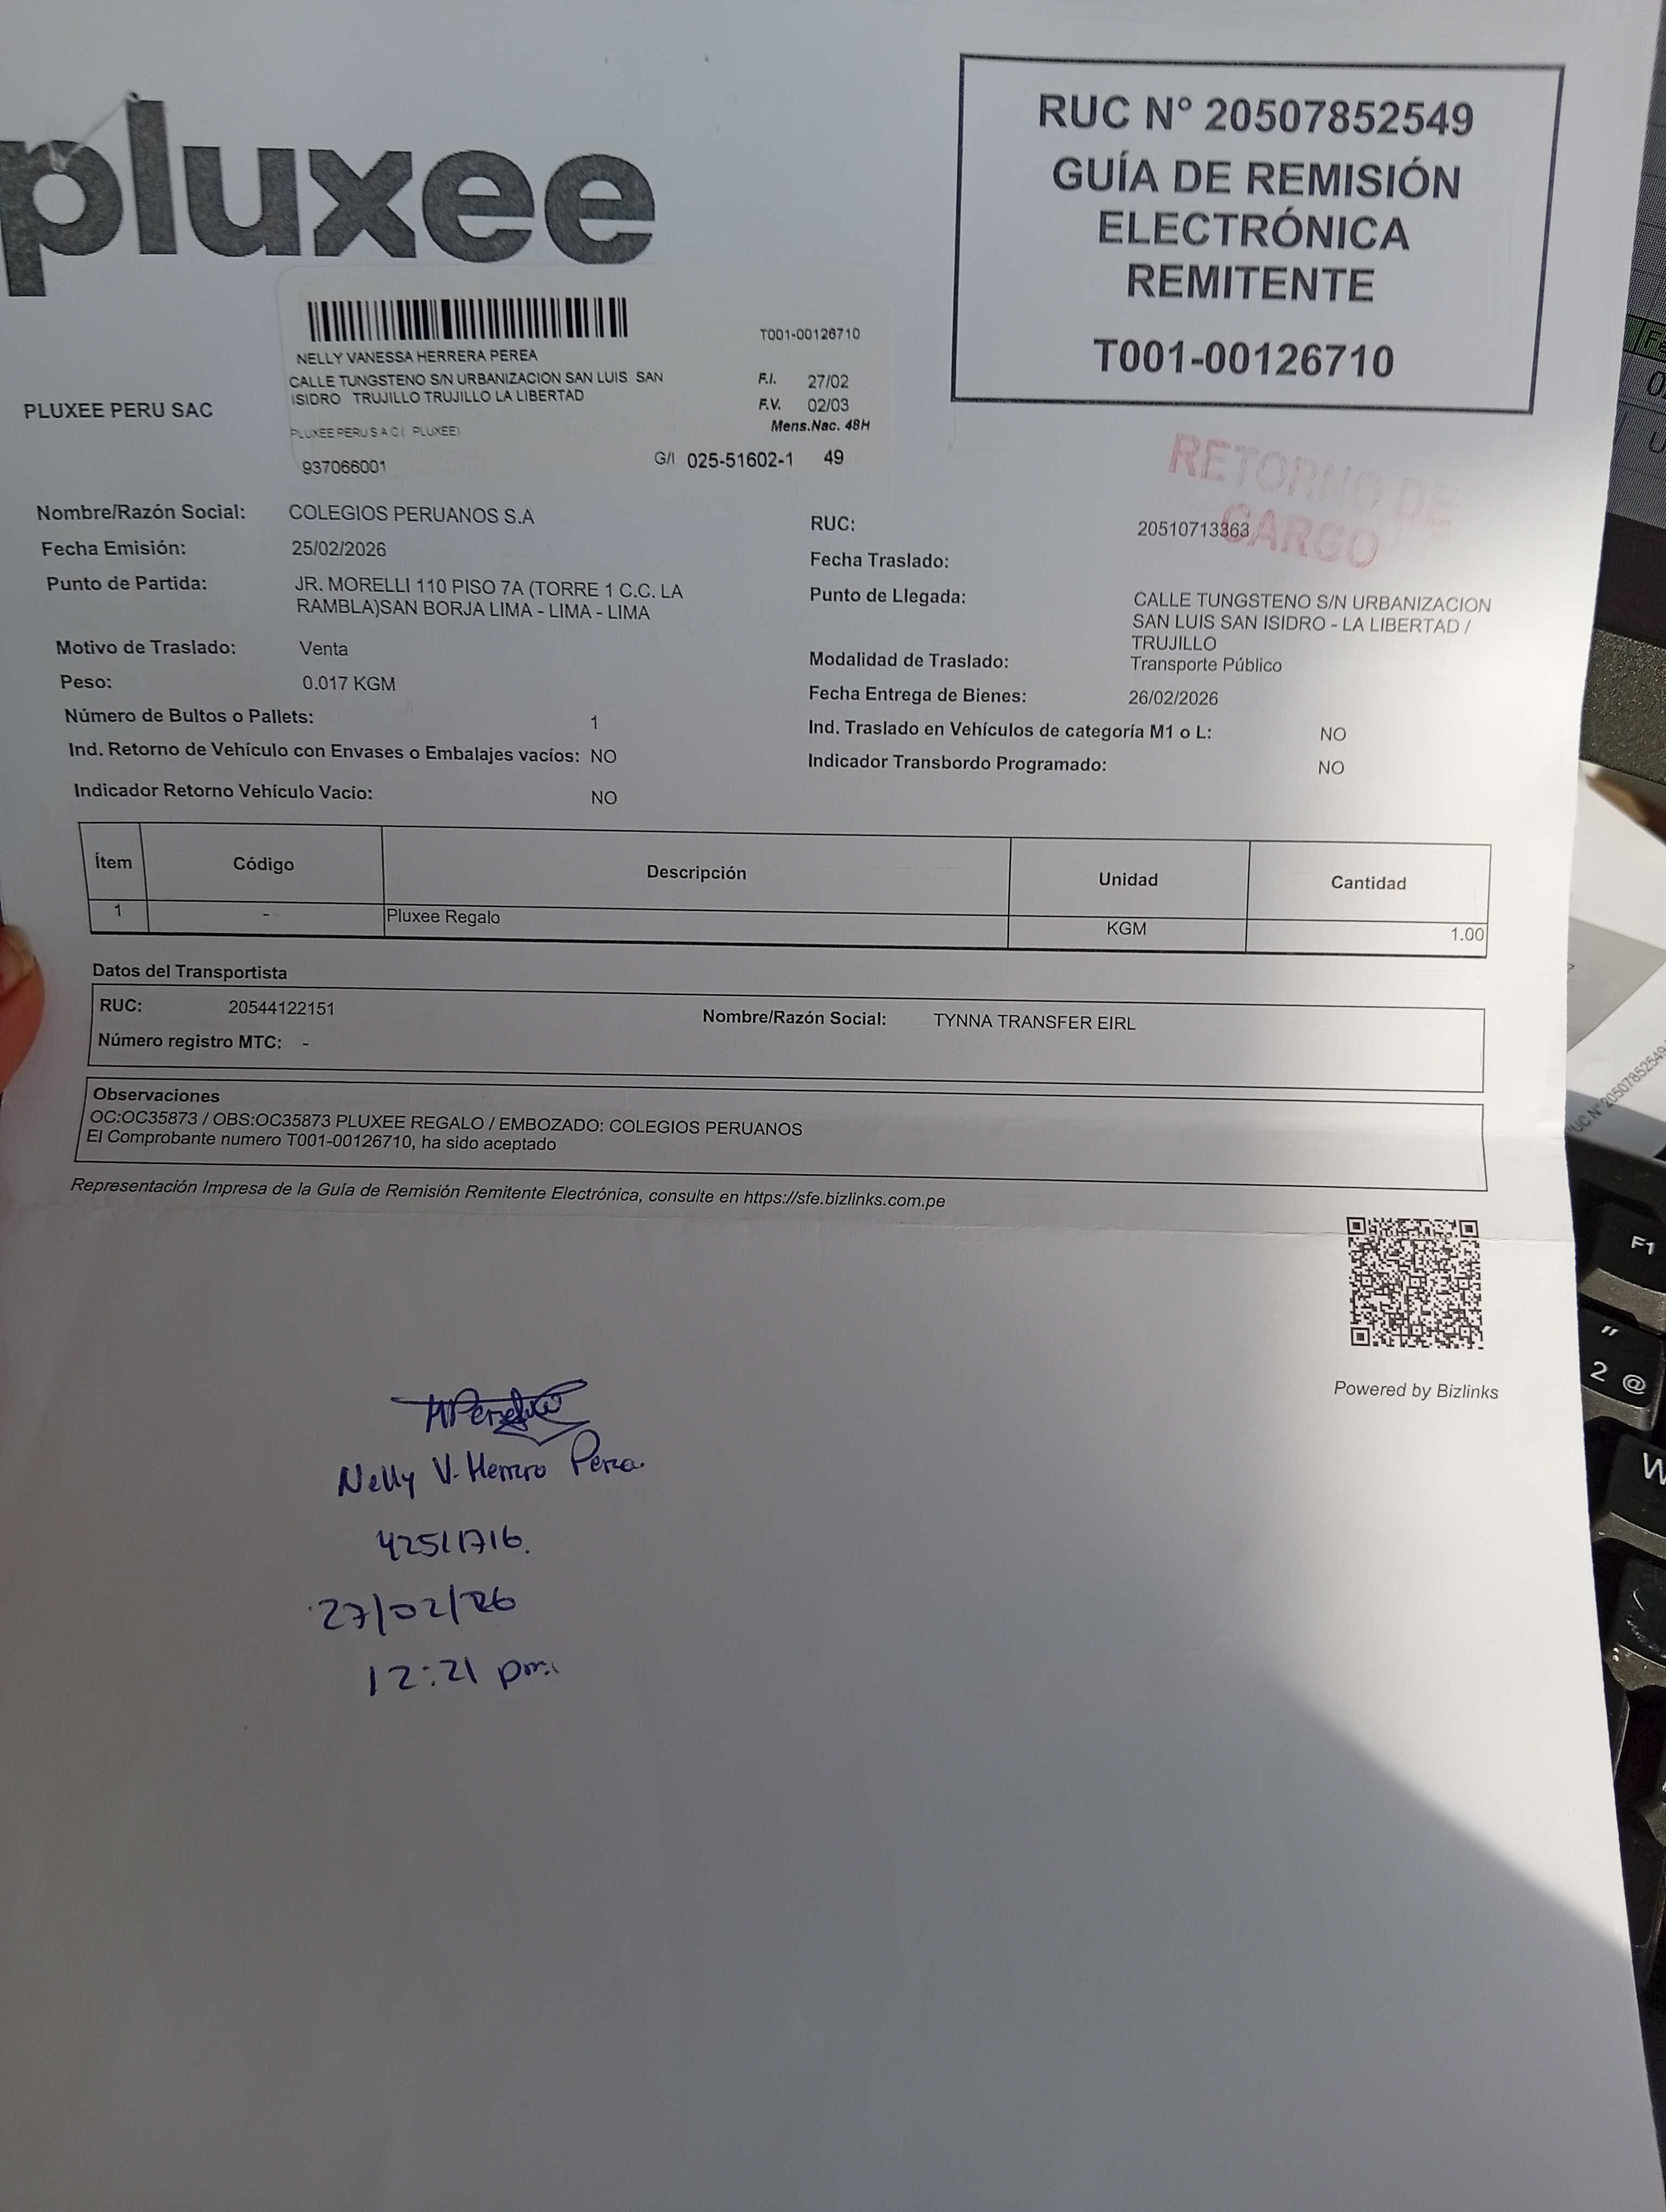 pluxee
RUC N° 20507852549
GUÍA DE REMISIÓN
ELECTRÓNICA
REMITENTE
T001-00126710
T001-00126710
NELLY VANESSA HERRERA PEREA
CALLE TUNGSTENO S/N URBANIZACION SAN LUIS SAN
ISIDRO TRUJILLO TRUJILLO LA LIBERTAD
F.I. 27/02
F.V. 02/03
Mens.Nac. 48H
PLUXEE PERU S A C ( PLUXEE)
937066001
G/I 025-51602-1 49
PLUXEE PERU SAC
RETORNO DE
CARGO
Nombre/Razón Social: COLEGIOS PERUANOS S.A
RUC: 20510713363
Fecha Emisión: 25/02/2026
Fecha Traslado:
Punto de Partida: JR. MORELLI 110 PISO 7A (TORRE 1 C.C. LA
RAMBLA)SAN BORJA LIMA - LIMA - LIMA
Punto de Llegada: CALLE TUNGSTENO S/N URBANIZACION
SAN LUIS SAN ISIDRO - LA LIBERTAD /
TRUJILLO
Motivo de Traslado: Venta
Modalidad de Traslado: Transporte Público
Peso: 0.017 KGM
Fecha Entrega de Bienes: 26/02/2026
Número de Bultos o Pallets: 1
Ind. Traslado en Vehículos de categoría M1 o L: NO
Ind. Retorno de Vehículo con Envases o Embalajes vacíos: NO
Indicador Transbordo Programado: NO
Indicador Retorno Vehículo Vacío: NO
Ítem Código Descripción Unidad Cantidad
1 - Pluxee Regalo KGM 1.00
Datos del Transportista
RUC: 20544122151
Nombre/Razón Social: TYNNA TRANSFER EIRL
Número registro MTC: -
Observaciones
OC:OC35873 / OBS:OC35873 PLUXEE REGALO / EMBOZADO: COLEGIOS PERUANOS
El Comprobante numero T001-00126710, ha sido aceptado
Representación Impresa de la Guía de Remisión Remitente Electrónica, consulte en https://sfe.bizlinks.com.pe
Powered by Bizlinks
Nelly V. Herrera Perea.
42511716.
27/02/26
12:21 pm.
F1
"
2 @
W